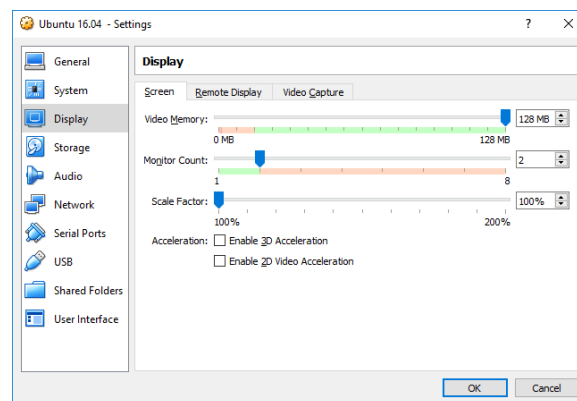 Ubuntu 16.04 - Settings
?
General
System
Display
Storage
Audio
Network
Serial Ports
USB
Shared Folders
User Interface
Display
Screen Remote Display Video Capture
Video Memory: 128 MB
0 MB 128 MB
Monitor Count: 2
1 8
Scale Factor: 100%
100% 200%
Acceleration: Enable 3D Acceleration
Enable 2D Video Acceleration
OK Cancel